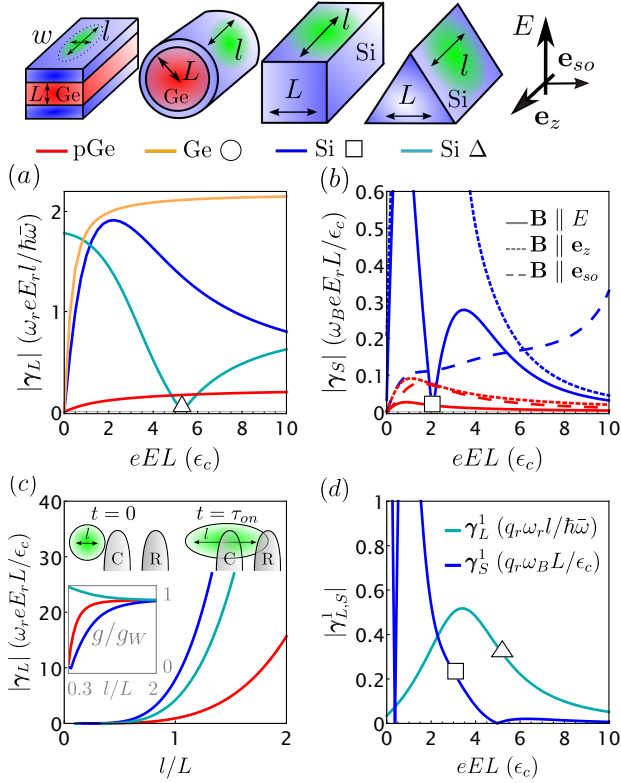 w l L Ge
L l Ge
l Si L
l L Si
E e_so e_z
pGe Ge ○ Si □ Si △
(a)
|γ_L| (ω_r eE_r l/ħω̄)
2
1
0
0 2 4 6 8 10
eEL (ϵ_c)
(b)
|γ_S| (ω_B eE_r L/ϵ_c)
0.6
0.5
0.4
0.3
0.2
0.1
0
B ∥ E
B ∥ e_z
B ∥ e_so
0 2 4 6 8 10
eEL (ϵ_c)
(c)
|γ_L| (ω_r eE_r L/ϵ_c)
40
30
20
10
0
t = 0 t = τ_on
l C R l C R
g/g_W
1
0
0.3 l/L 2
0 1 2
l/L
(d)
|γ^1_{L,S}|
1
0.8
0.6
0.4
0.2
0
γ^1_L (q_r ω_r l/ħω̄)
γ^1_S (q_r ω_B L/ϵ_c)
0 2 4 6 8 10
eEL (ϵ_c)